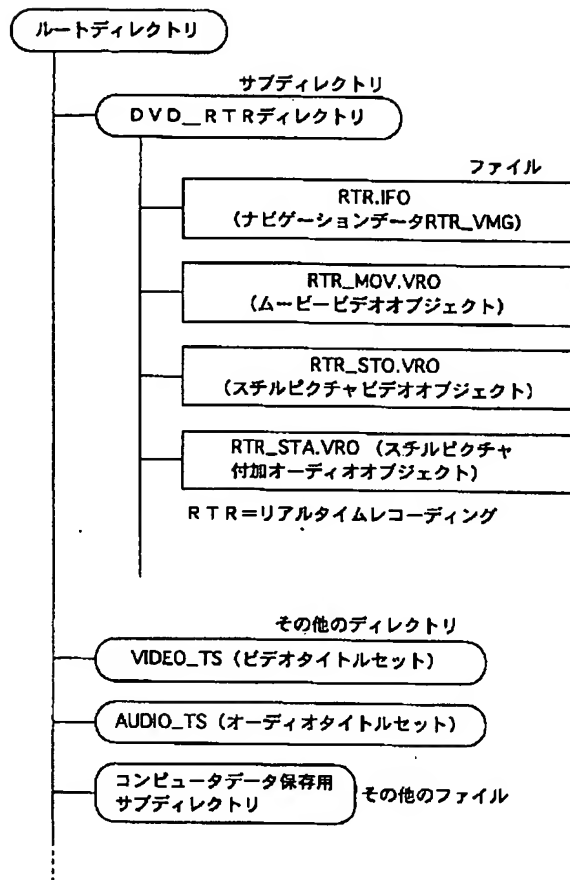 ルートディレクトリ
サブディレクトリ
DVD__RTRディレクトリ
ファイル
RTR.IFO
(ナビゲーションデータRTR_VMG)
RTR_MOV.VRO
(ムービービデオオブジェクト)
RTR_STO.VRO
(スチルピクチャビデオオブジェクト)
RTR_STA.VRO (スチルピクチャ
付加オーディオオブジェクト)
RTR=リアルタイムレコーディング
その他のディレクトリ
VIDEO_TS (ビデオタイトルセット)
AUDIO_TS (オーディオタイトルセット)
コンピュータデータ保存用
サブディレクトリ
その他のファイル